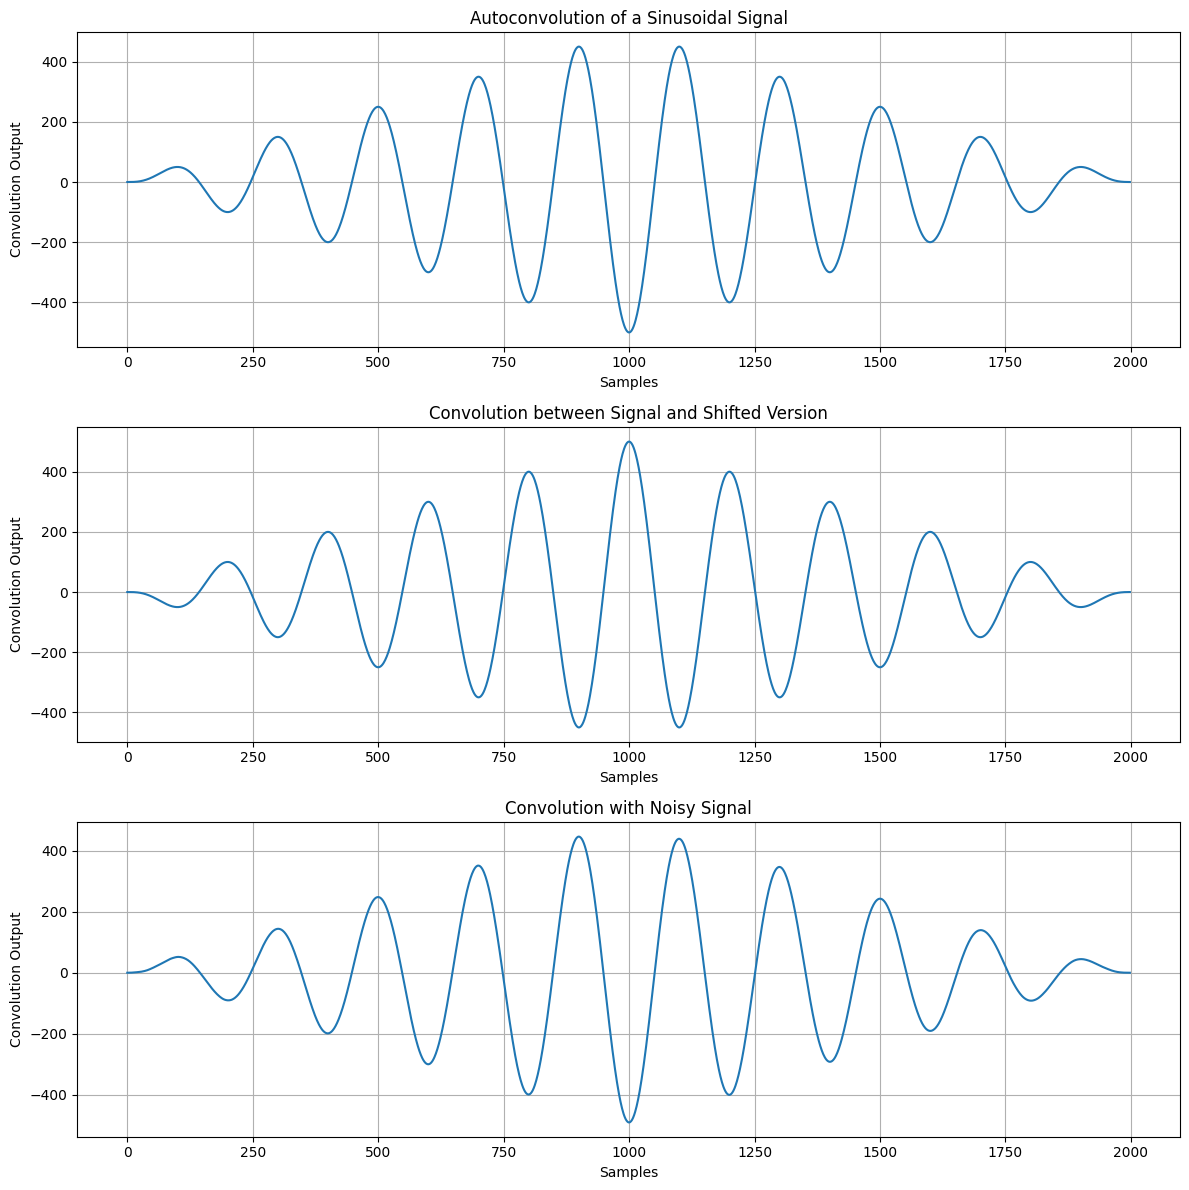 Autoconvolution of a Sinusoidal Signal
400
200
0
−200
−400
Convolution Output
0 250 500 750 1000 1250 1500 1750 2000
Samples
Convolution between Signal and Shifted Version
400
200
0
−200
−400
Convolution Output
0 250 500 750 1000 1250 1500 1750 2000
Samples
Convolution with Noisy Signal
400
200
0
−200
−400
Convolution Output
0 250 500 750 1000 1250 1500 1750 2000
Samples